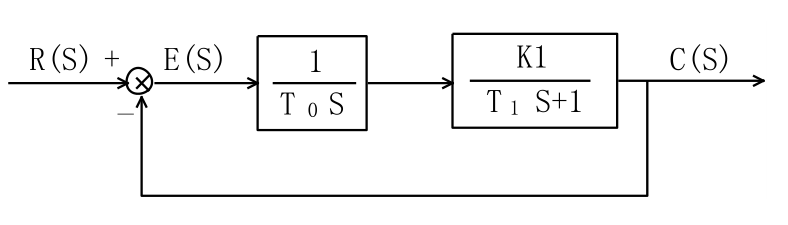 R(S) + E(S) 1 K1 C(S)
T 0 S T 1 S+1
−